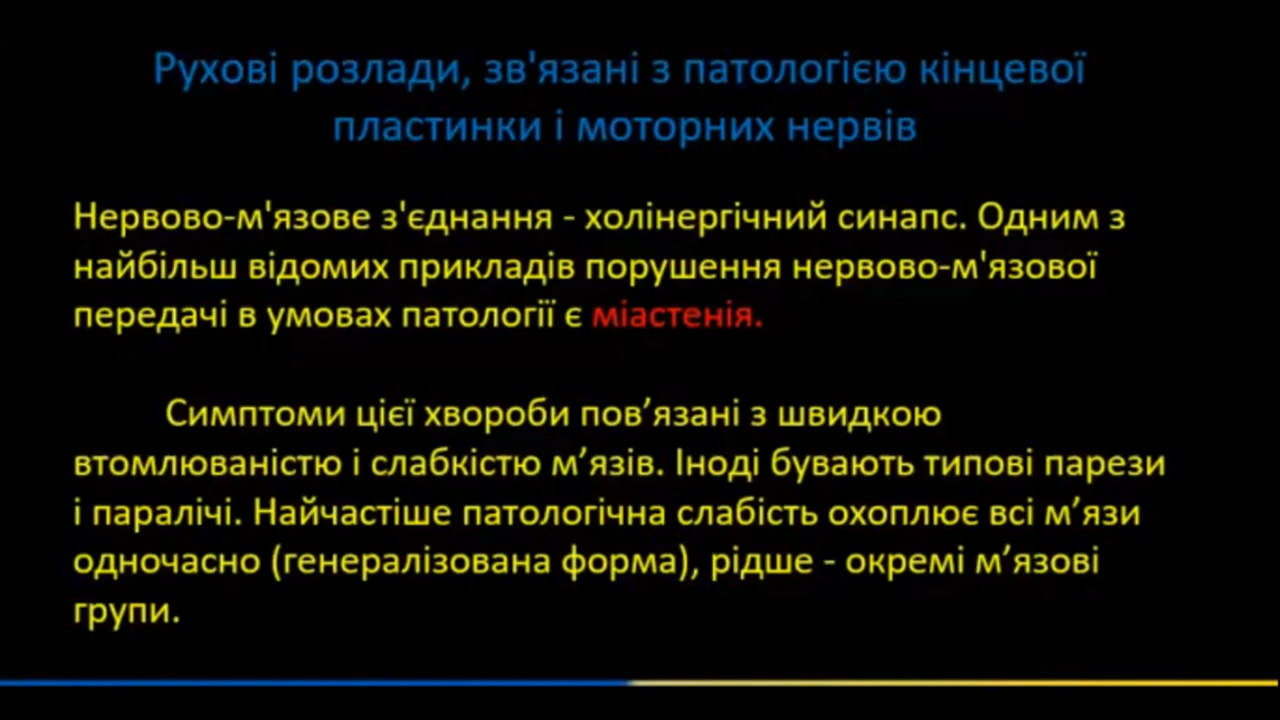 Рухові розлади, зв'язані з патологією кінцевої
пластинки і моторних нервів
Нервово-м'язове з'єднання - холінергічний синапс. Одним з
найбільш відомих прикладів порушення нервово-м'язової
передачі в умовах патології є міастенія.
Симптоми цієї хвороби пов’язані з швидкою
втомлюваністю і слабкістю м’язів. Іноді бувають типові парези
і паралічі. Найчастіше патологічна слабість охоплює всі м’язи
одночасно (генералізована форма), рідше - окремі м’язові
групи.